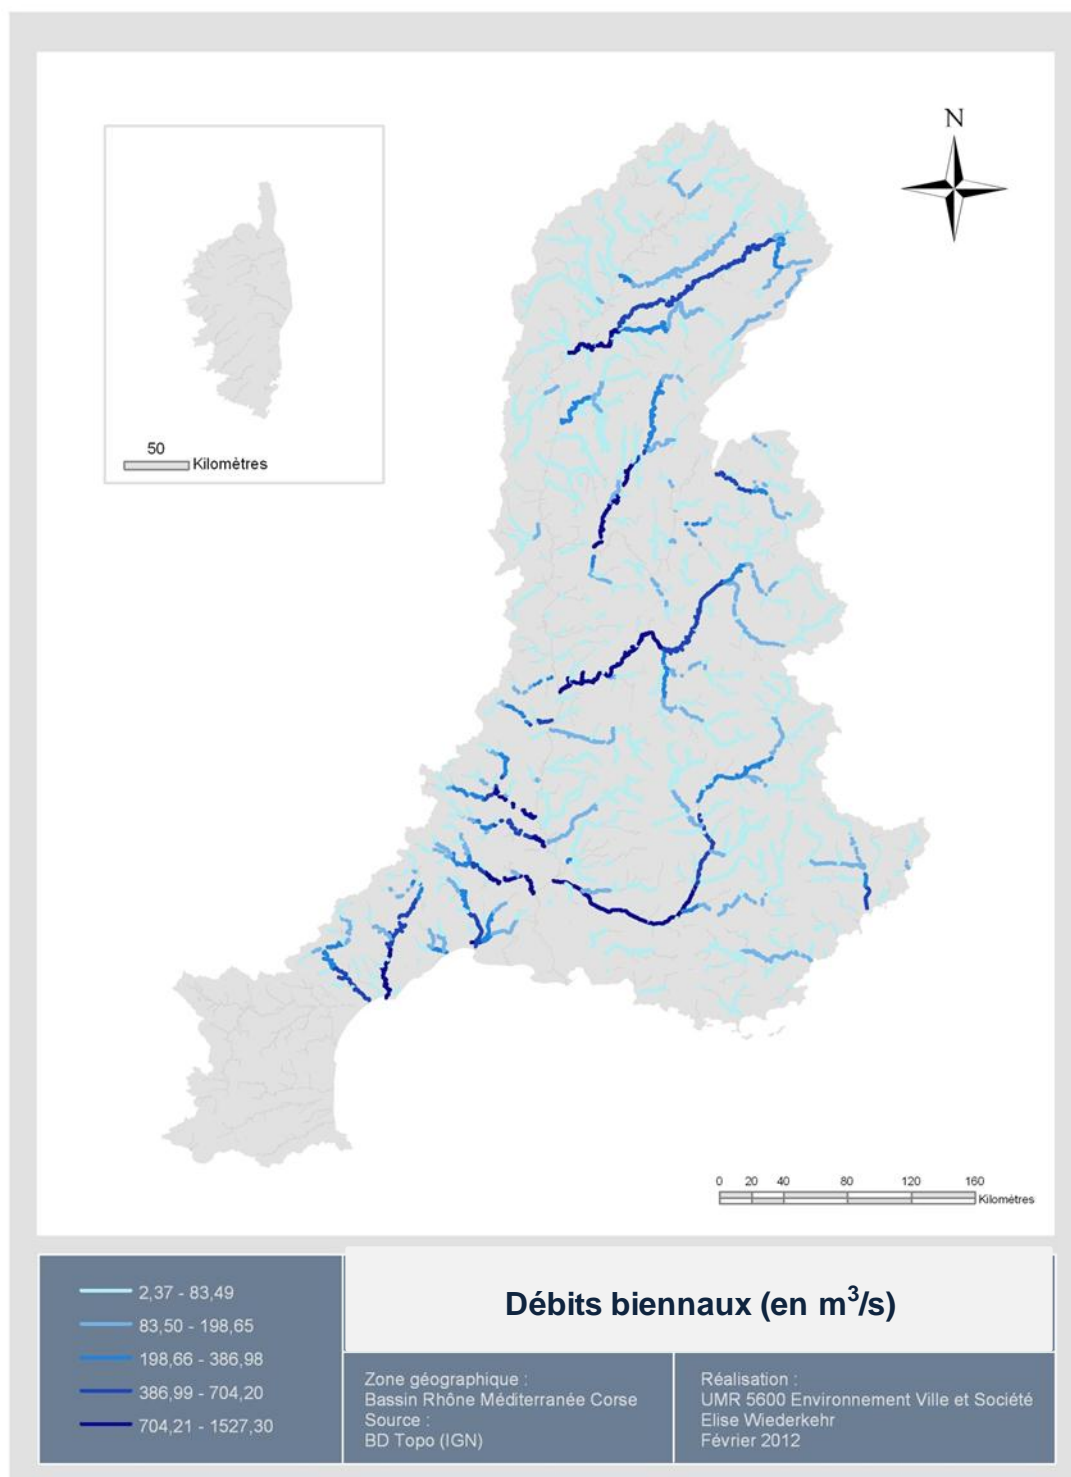 N
50
Kilomètres
0 20 40 80 120 160
Kilomètres
2,37 - 83,49
83,50 - 198,65
198,66 - 386,98
386,99 - 704,20
704,21 - 1527,30
Débits biennaux (en m³/s)
Zone géographique :
Bassin Rhône Méditerranée Corse
Source :
BD Topo (IGN)
Réalisation :
UMR 5600 Environnement Ville et Société
Elise Wiederkehr
Février 2012